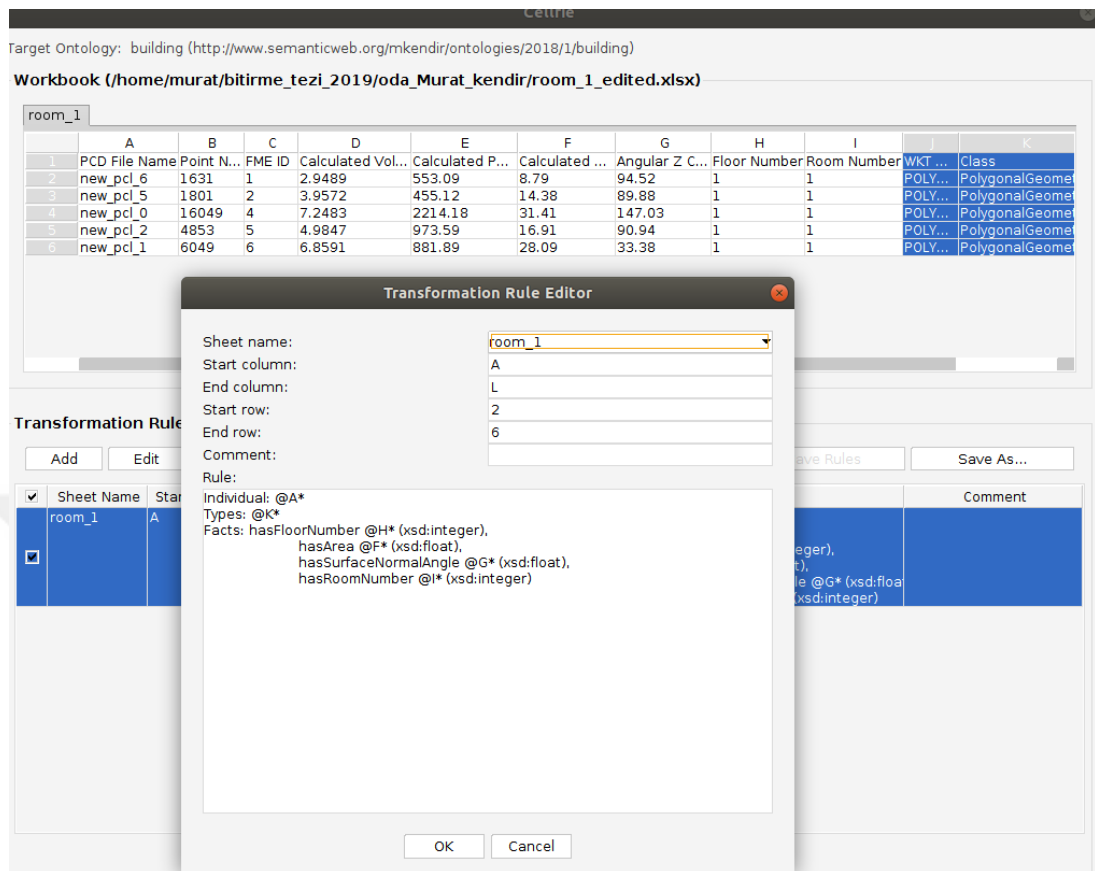 Cellfie
Target Ontology: building (http://www.semanticweb.org/mkendir/ontologies/2018/1/building)
Workbook (/home/murat/bitirme_tezi_2019/oda_Murat_kendir/room_1_edited.xlsx)
room_1
A B C D E F G H I J K
1 PCD File Name Point N... FME ID Calculated Vol... Calculated P... Calculated ... Angular Z C... Floor Number Room Number WKT ... Class
2 new_pcl_6 1631 1 2.9489 553.09 8.79 94.52 1 1 POLY... PolygonalGeomet
3 new_pcl_5 1801 2 3.9572 455.12 14.38 89.88 1 1 POLY... PolygonalGeomet
4 new_pcl_0 16049 4 7.2483 2214.18 31.41 147.03 1 1 POLY... PolygonalGeomet
5 new_pcl_2 4853 5 4.9847 973.59 16.91 90.94 1 1 POLY... PolygonalGeomet
6 new_pcl_1 6049 6 6.8591 881.89 28.09 33.38 1 1 POLY... PolygonalGeomet
Transformation Rule Editor
Sheet name: room_1
Start column: A
End column: L
Start row: 2
End row: 6
Comment:
Rule:
Individual: @A*
Types: @K*
Facts: hasFloorNumber @H* (xsd:integer),
hasArea @F* (xsd:float),
hasSurfaceNormalAngle @G* (xsd:float),
hasRoomNumber @I* (xsd:integer)
OK Cancel
Transformation Rule
Add Edit ave Rules Save As...
Sheet Name Star Comment
room_1 A
eger),
t),
le @G* (xsd:floa
(xsd:integer)